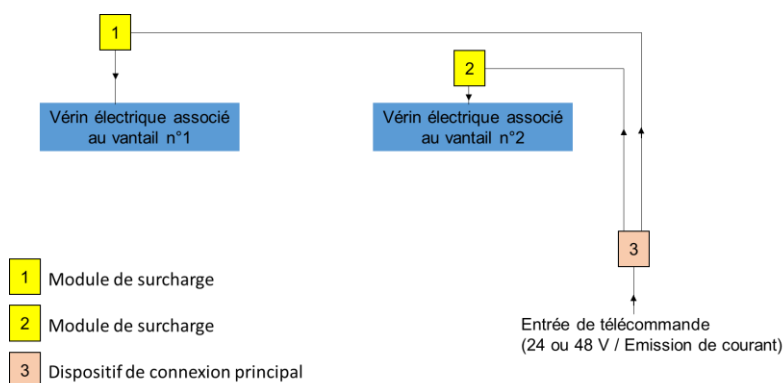 1
2
Vérin électrique associé
au vantail n°1
Vérin électrique associé
au vantail n°2
3
1 Module de surcharge
2 Module de surcharge
3 Dispositif de connexion principal
Entrée de télécommande
(24 ou 48 V / Emission de courant)